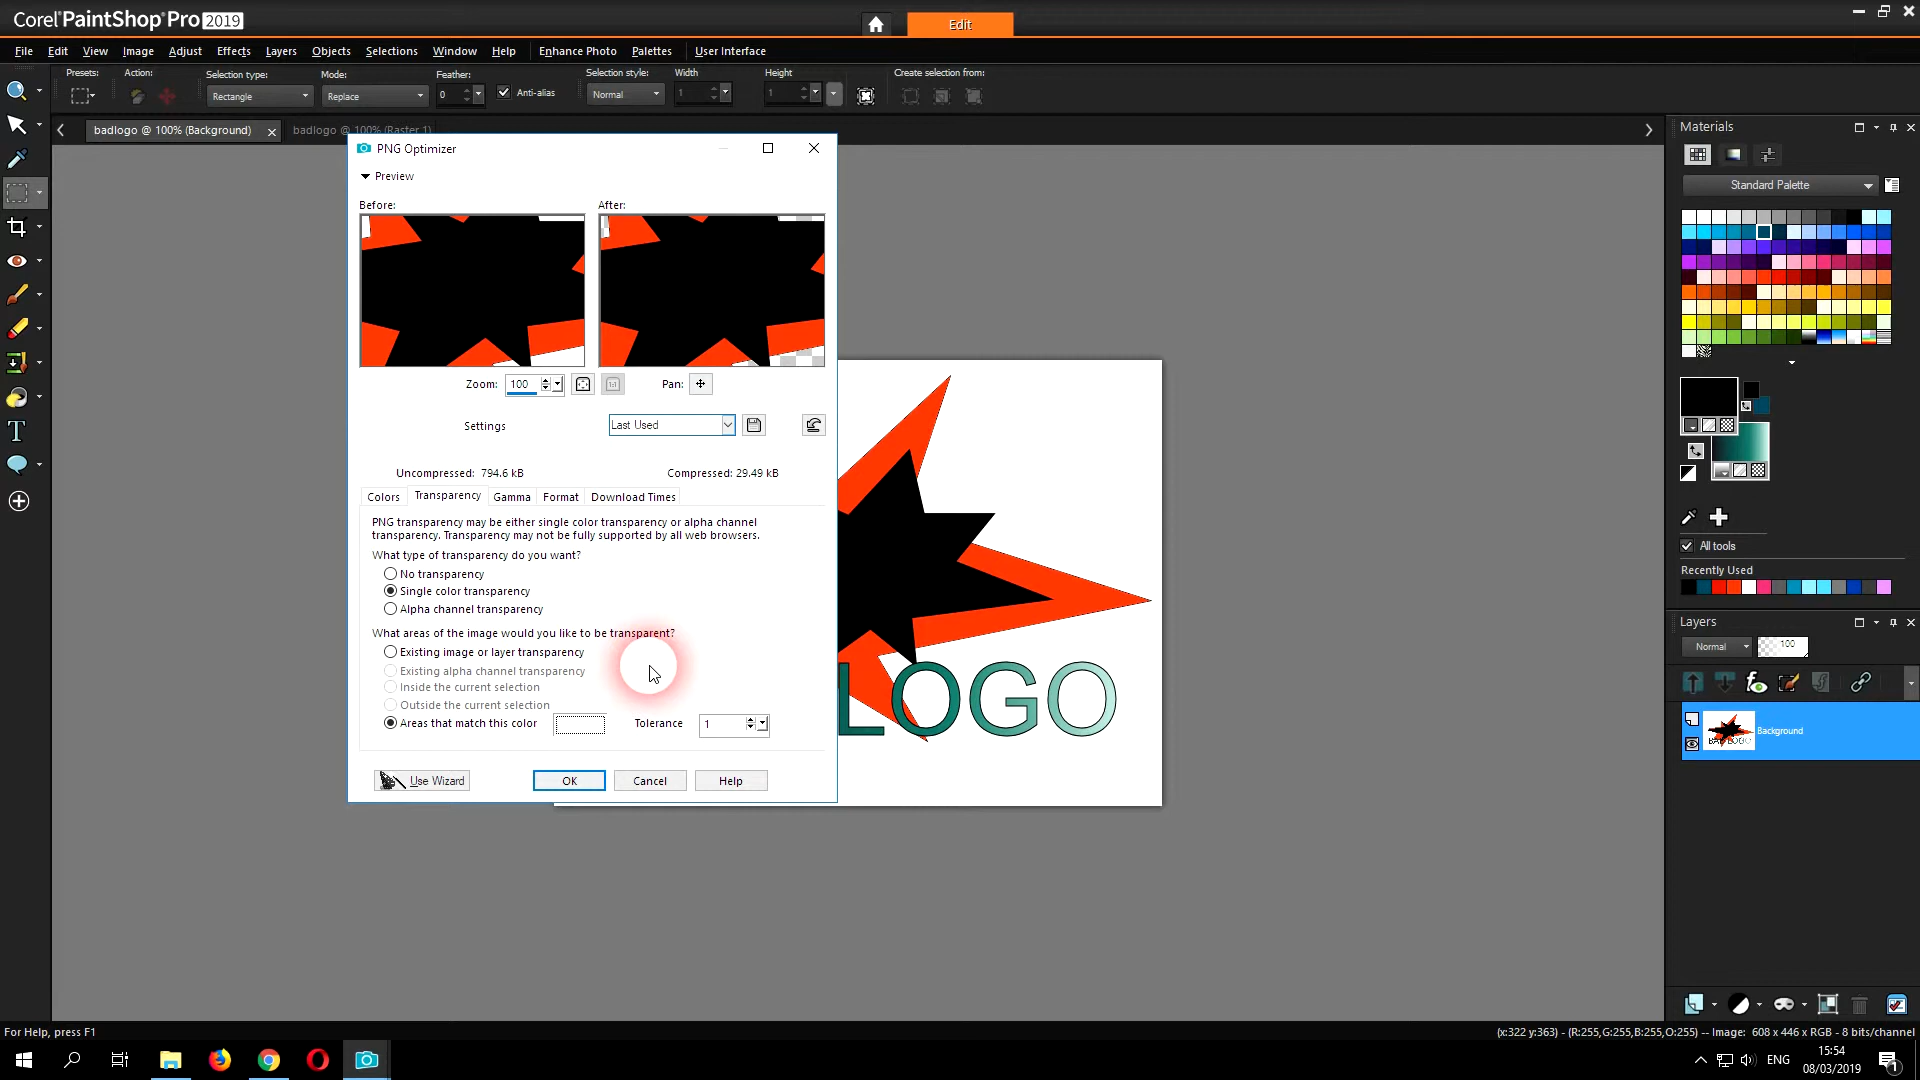 Corel PaintShop Pro 2019
Edit
File Edit View Image Adjust Effects Layers Objects Selections Window Help Enhance Photo Palettes User Interface
Presets: Action: Selection type: Mode: Feather: Selection style: Width Height Create selection from:
Rectangle Replace 0 Anti-alias Normal 1 1
badlogo @ 100% (Background) badlogo @ 100% (Raster 1)
PNG Optimizer
Preview
Before: After:
Zoom: 100 Pan:
Settings Last Used
Uncompressed: 794.6 kB Compressed: 29.49 kB
Colors Transparency Gamma Format Download Times
PNG transparency may be either single color transparency or alpha channel
transparency. Transparency may not be fully supported by all web browsers.
What type of transparency do you want?
No transparency
Single color transparency
Alpha channel transparency
What areas of the image would you like to be transparent?
Existing image or layer transparency
Existing alpha channel transparency
Inside the current selection
Outside the current selection
Areas that match this color Tolerance 1
Use Wizard OK Cancel Help
LOGO
Materials
Standard Palette
All tools
Recently Used
Layers
Normal 100
BAD LOGO
Background
For Help, press F1
(x:322 y:363) - (R:255,G:255,B:255,O:255) -- Image: 608 x 446 x RGB - 8 bits/channel
ENG
15:54
08/03/2019
1